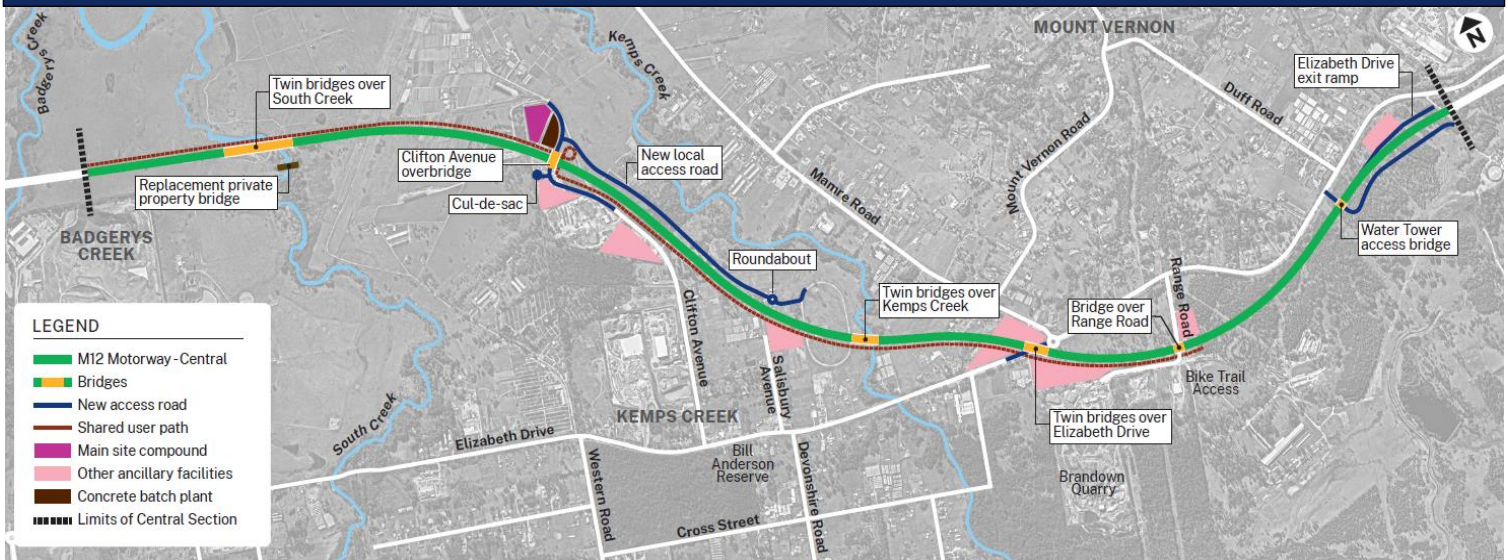 Badgerys Creek
Kemps Creek
MOUNT VERNON
N
Elizabeth Drive
exit ramp
Twin bridges over
South Creek
Duff Road
Clifton Avenue
overbridge
New local
access road
Mount Vernon Road
Mamre Road
Replacement private
property bridge
Cul-de-sac
BADGERYS
CREEK
Water Tower
access bridge
Roundabout
Range Road
Twin bridges over
Kemps Creek
Bridge over
Range Road
Clifton Avenue
Salisbury
Avenue
Bike Trail
Access
LEGEND
M12 Motorway - Central
Bridges
New access road
Shared user path
Main site compound
Other ancillary facilities
Concrete batch plant
Limits of Central Section
South Creek
KEMPS CREEK
Twin bridges over
Elizabeth Drive
Elizabeth Drive
Bill
Anderson
Reserve
Western Road
Devonshire Road
Brandown
Quarry
Cross Street